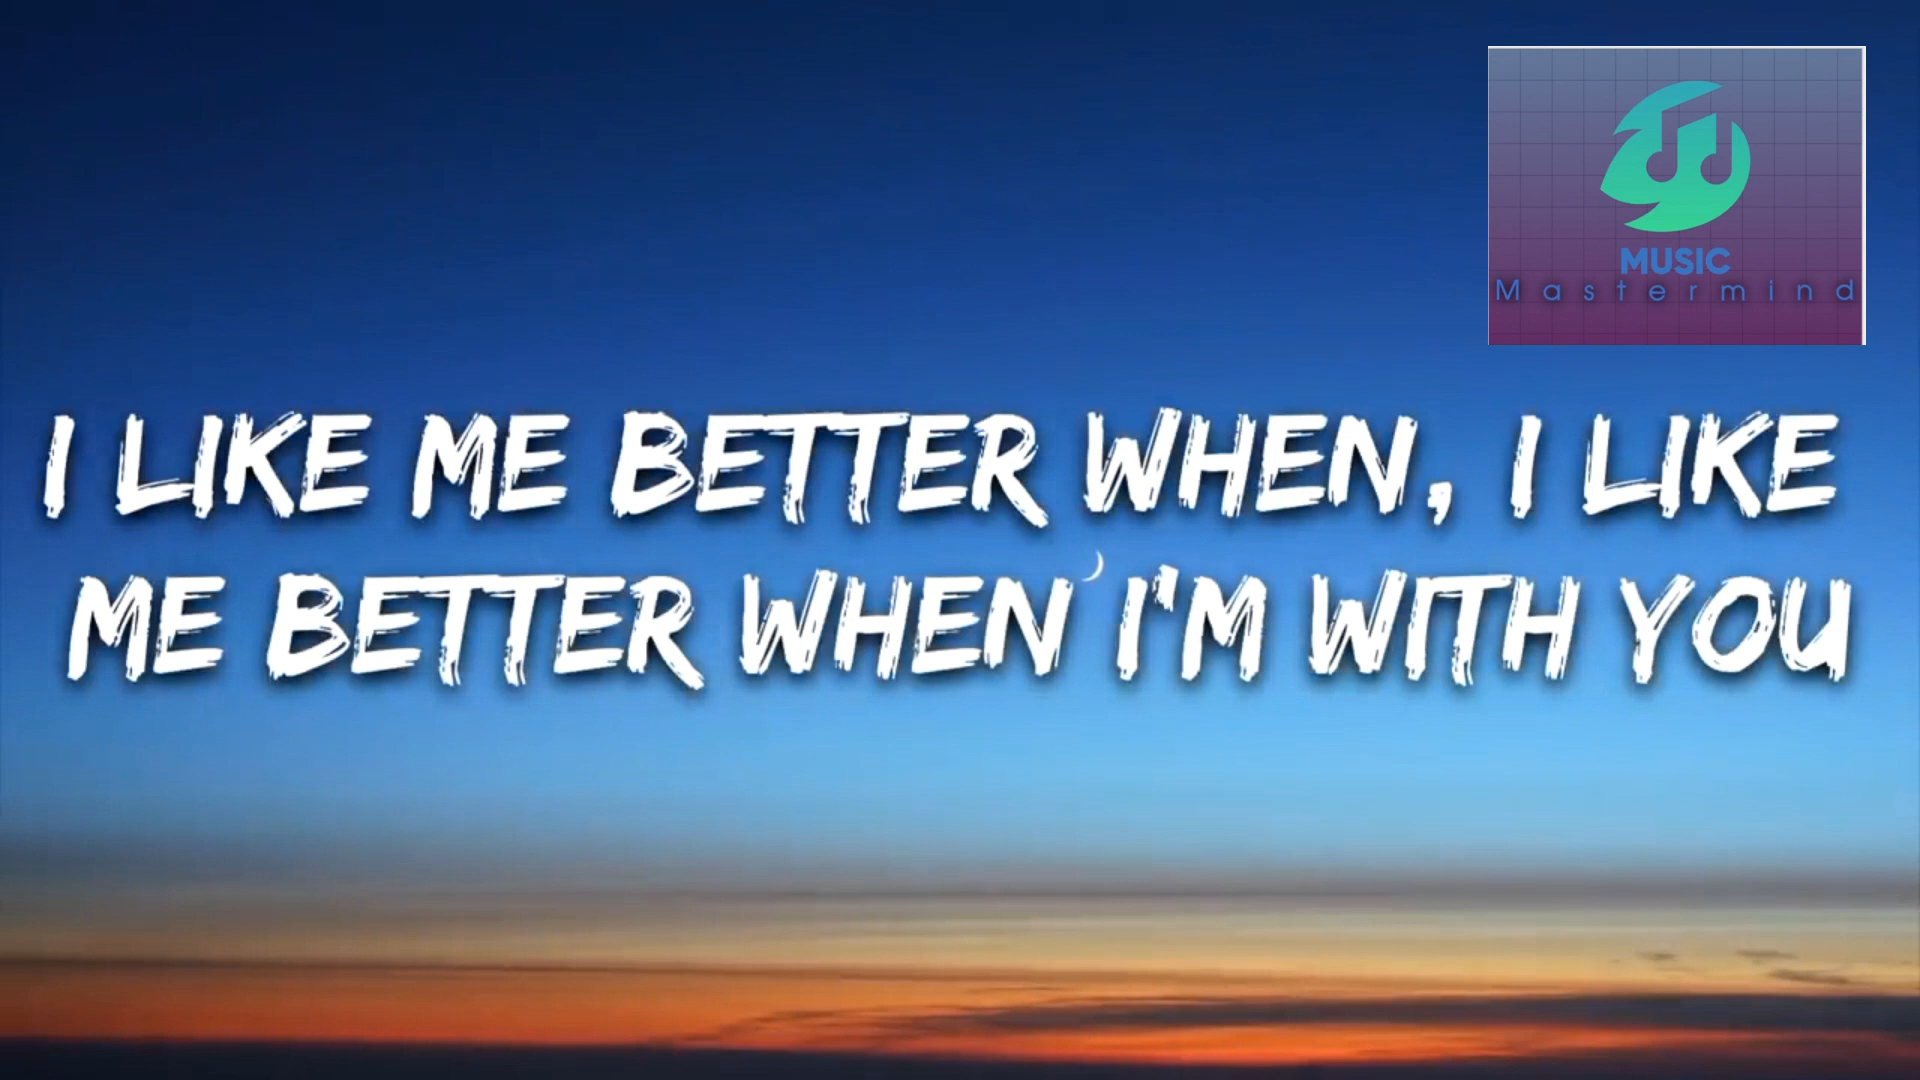 MUSIC
Mastermind
I LIKE ME BETTER WHEN, I LIKE
ME BETTER WHEN I'M WITH YOU